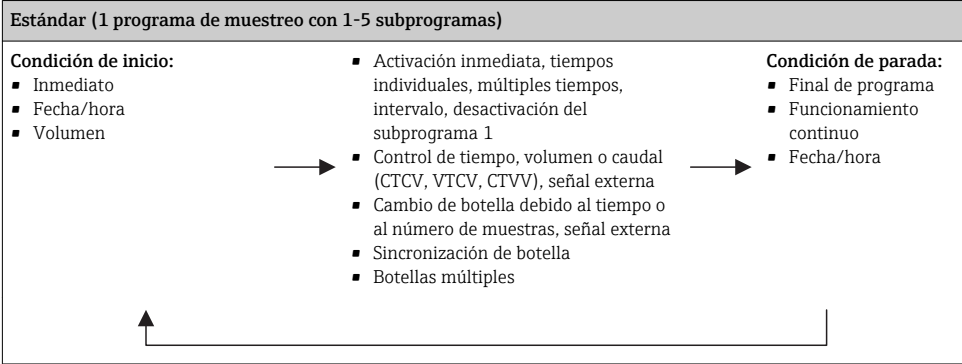 Estándar (1 programa de muestreo con 1-5 subprogramas)
Condición de inicio:
▪ Inmediato
▪ Fecha/hora
▪ Volumen
▪ Activación inmediata, tiempos
individuales, múltiples tiempos,
intervalo, desactivación del
subprograma 1
▪ Control de tiempo, volumen o caudal
(CTCV, VTCV, CTVV), señal externa
▪ Cambio de botella debido al tiempo o
al número de muestras, señal externa
▪ Sincronización de botella
▪ Botellas múltiples
Condición de parada:
▪ Final de programa
▪ Funcionamiento
continuo
▪ Fecha/hora